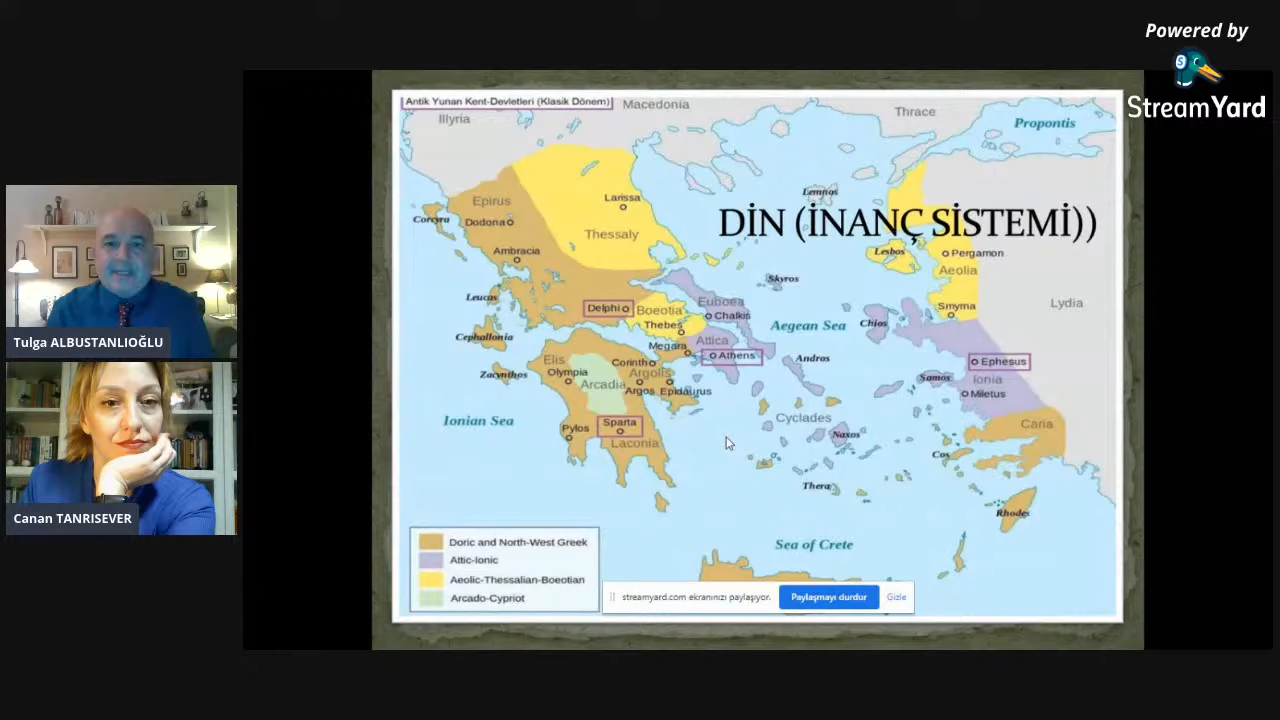 Powered by
StreamYard
Tulga ALBUSTANLIOĞLU
Canan TANRISEVER
Antik Yunan Kent-Devletleri (Klasik Dönem)
Macedonia
Illyria
Thrace
Propontis
DİN (İNANÇ SİSTEMİ))
Lemnos
Larissa
Epirus
Corcyra
Dodona
Thessaly
Ambracia
Lesbos
Pergamon
Aeolia
Skyros
Leucas
Delphi
Boeotia
Euboea
Chalkis
Smyrna
Lydia
Thebes
Aegean Sea
Chios
Cephallonia
Megara
Attica
Athens
Elis
Corinth
Andros
Ephesus
Olympia
Argolis
Zacynthos
Arcadia
Argos
Epidaurus
Samos
Ionia
Miletus
Ionian Sea
Cyclades
Caria
Pylos
Sparta
Naxos
Laconia
Cos
Thera
Rhodes
Sea of Crete
Doric and North-West Greek
Attic-Ionic
Aeolic-Thessalian-Boeotian
Arcado-Cypriot
streamyard.com ekranınızı paylaşıyor.
Paylaşmayı durdur
Gizle